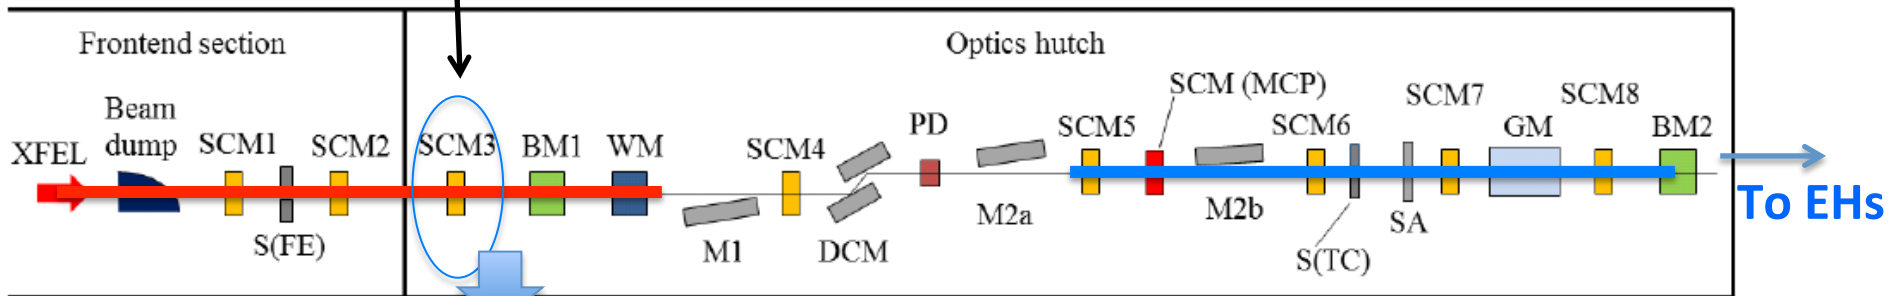 Frontend section
Optics hutch
XFEL
Beam
dump
SCM1
S(FE)
SCM2
SCM3
BM1
WM
M1
SCM4
DCM
PD
M2a
SCM5
SCM (MCP)
M2b
SCM6
S(TC)
SA
SCM7
GM
SCM8
BM2
To EHs